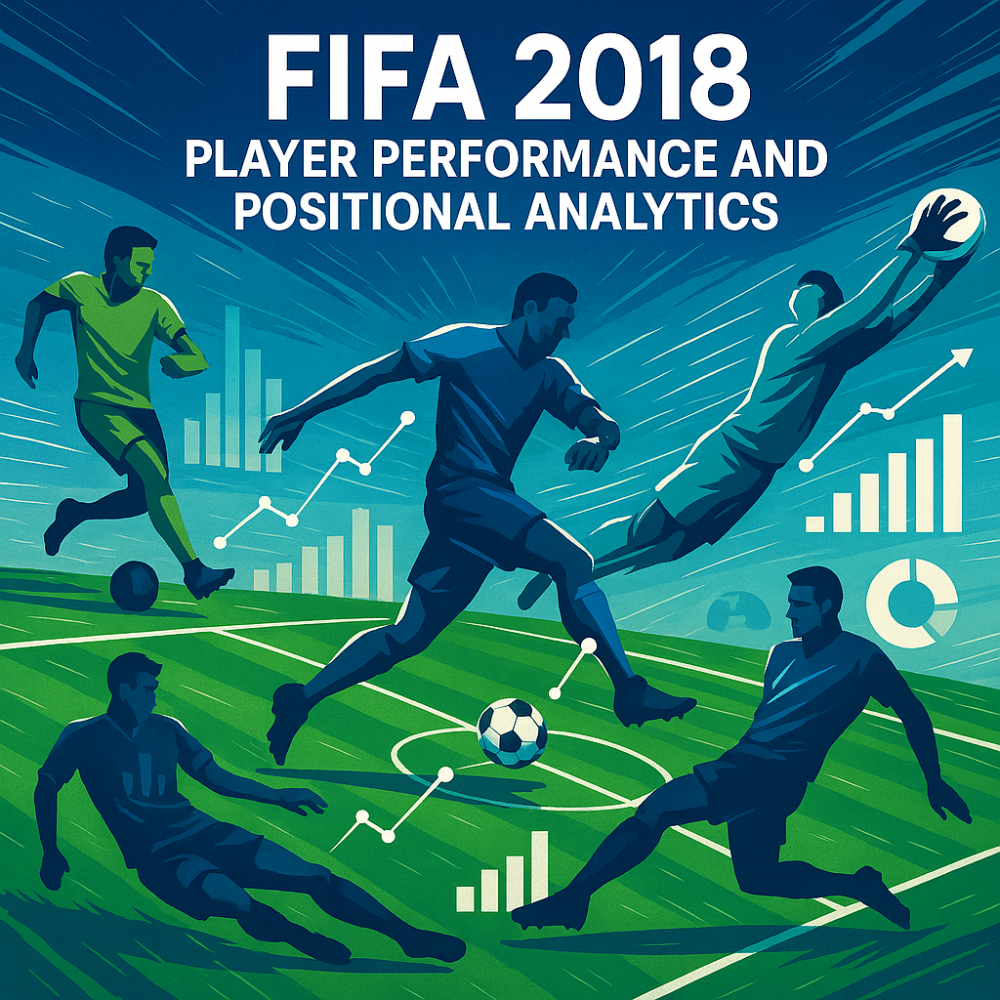 FIFA 2018
PLAYER PERFORMANCE AND
POSITIONAL ANALYTICS